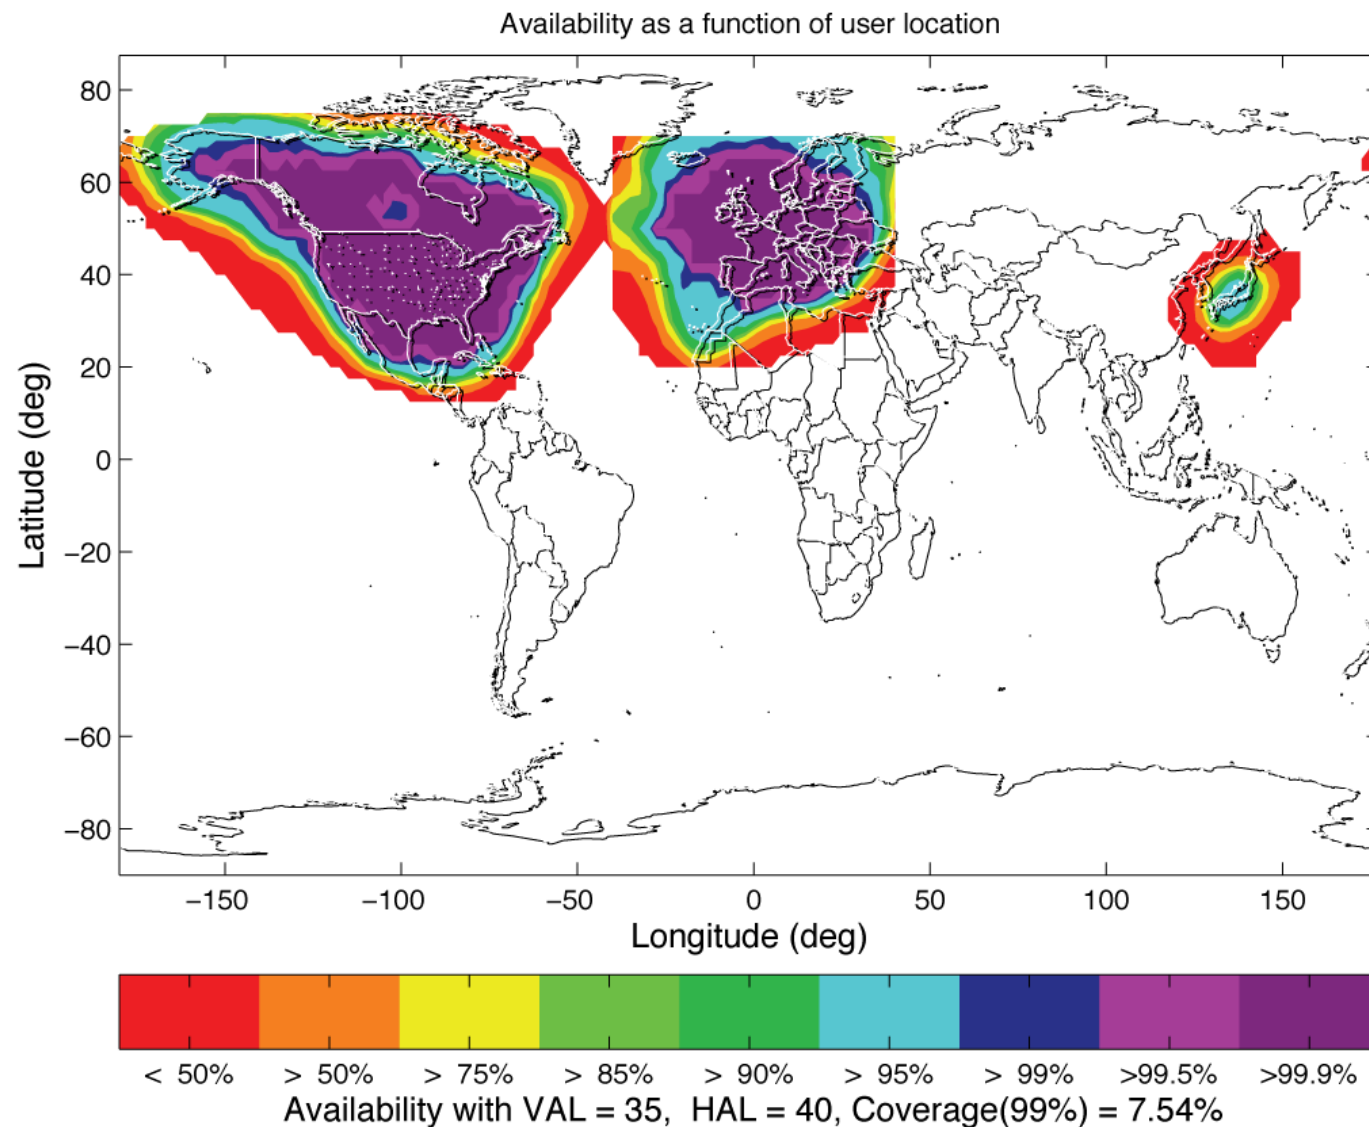 Availability as a function of user location
80
60
40
20
0
−20
−40
−60
−80
Latitude (deg)
−150 −100 −50 0 50 100 150
Longitude (deg)
< 50% > 50% > 75% > 85% > 90% > 95% > 99% >99.5% >99.9%
Availability with VAL = 35, HAL = 40, Coverage(99%) = 7.54%